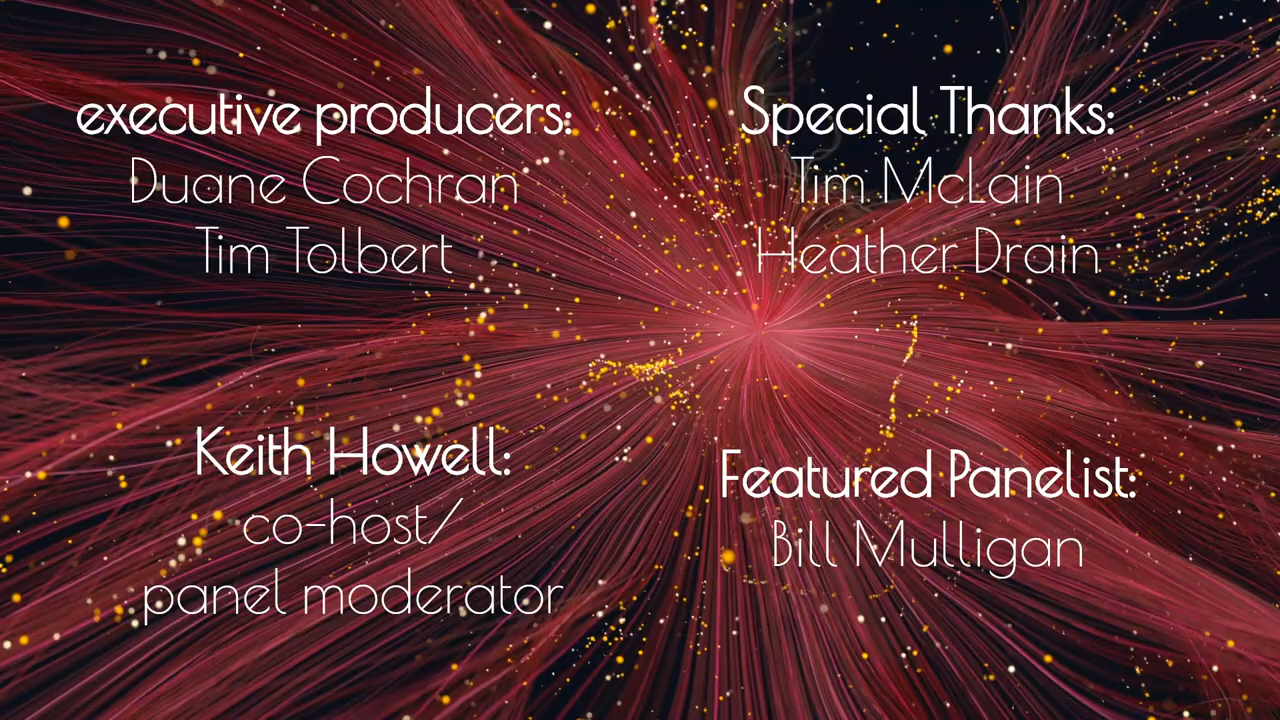 executive producers:
Duane Cochran
Tim Tolbert
Special Thanks:
Tim McLain
Heather Drain
Keith Howell:
co-host/
panel moderator
Featured Panelist:
Bill Mulligan